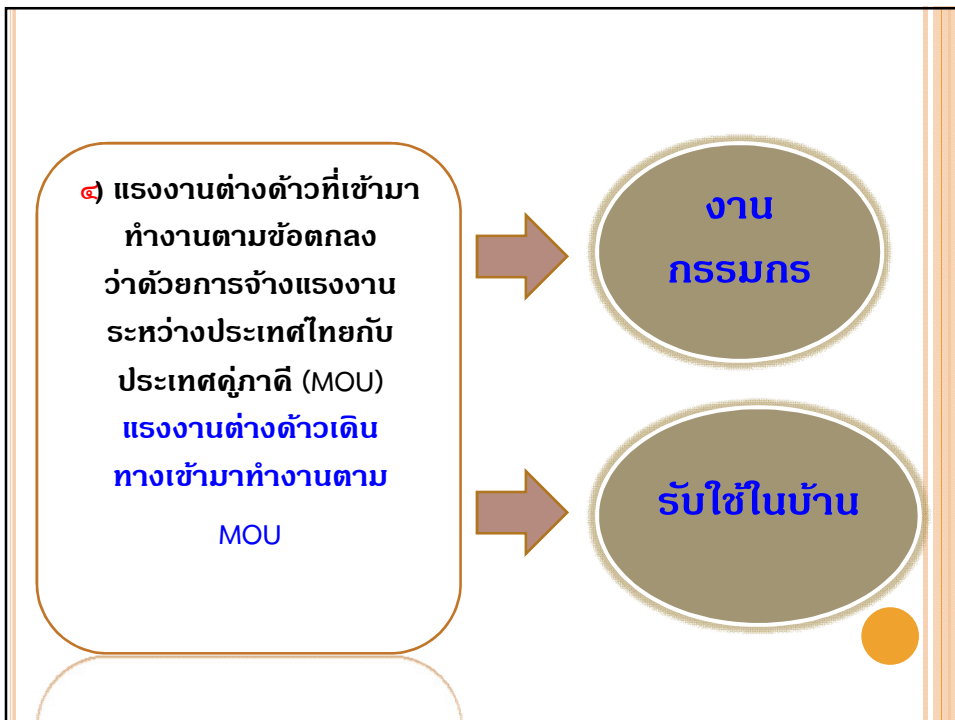 ๔) แรงงานต่างด้าวที่เข้ามา
ทำงานตามข้อตกลง
ว่าด้วยการจ้างแรงงาน
ระหว่างประเทศไทยกับ
ประเทศคู่ภาคี (MOU)
แรงงานต่างด้าวเดิน
ทางเข้ามาทำงานตาม
MOU
งาน
กรรมกร
รับใช้ในบ้าน